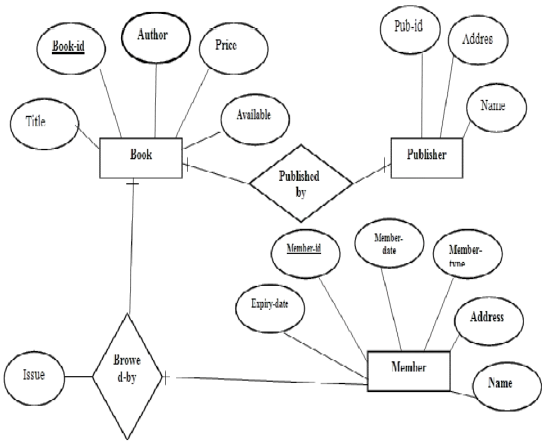 Book-id
Author
Price
Title
Available
Book
Pub-id
Addres
Name
Publisher
Published
by
Member-id
Member-
date
Member-
type
Expiry-date
Address
Member
Name
Issue
Browe
d-by